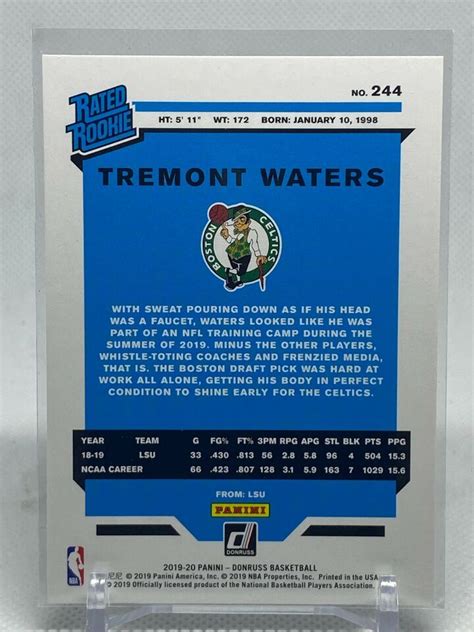 NO. 244
RATED
ROOKIE
HT: 5' 11" WT: 172 BORN: JANUARY 10, 1998
TREMONT WATERS
BOSTON CELTICS
WITH SWEAT POURING DOWN AS IF HIS HEAD
WAS A FAUCET, WATERS LOOKED LIKE HE WAS
PART OF AN NFL TRAINING CAMP DURING THE
SUMMER OF 2019. MINUS THE OTHER PLAYERS,
WHISTLE-TOTING COACHES AND FRENZIED MEDIA,
THAT IS. THE BOSTON DRAFT PICK WAS HARD AT
WORK ALL ALONE, GETTING HIS BODY IN PERFECT
CONDITION TO SHINE EARLY FOR THE CELTICS.
YEAR TEAM G FG% FT% 3PM RPG APG STL BLK PTS PPG
18-19 LSU 33 .430 .813 56 2.8 5.8 96 4 504 15.3
NCAA CAREER 66 .423 .807 128 3.1 5.9 163 7 1029 15.6
FROM: LSU
PANINI
DONRUSS
NBA
2019-20 PANINI – DONRUSS BASKETBALL
© 2019 Panini America, Inc. © 2019 NBA Properties, Inc. Printed in the USA
© 2019 Officially licensed product of the National Basketball Players Association.